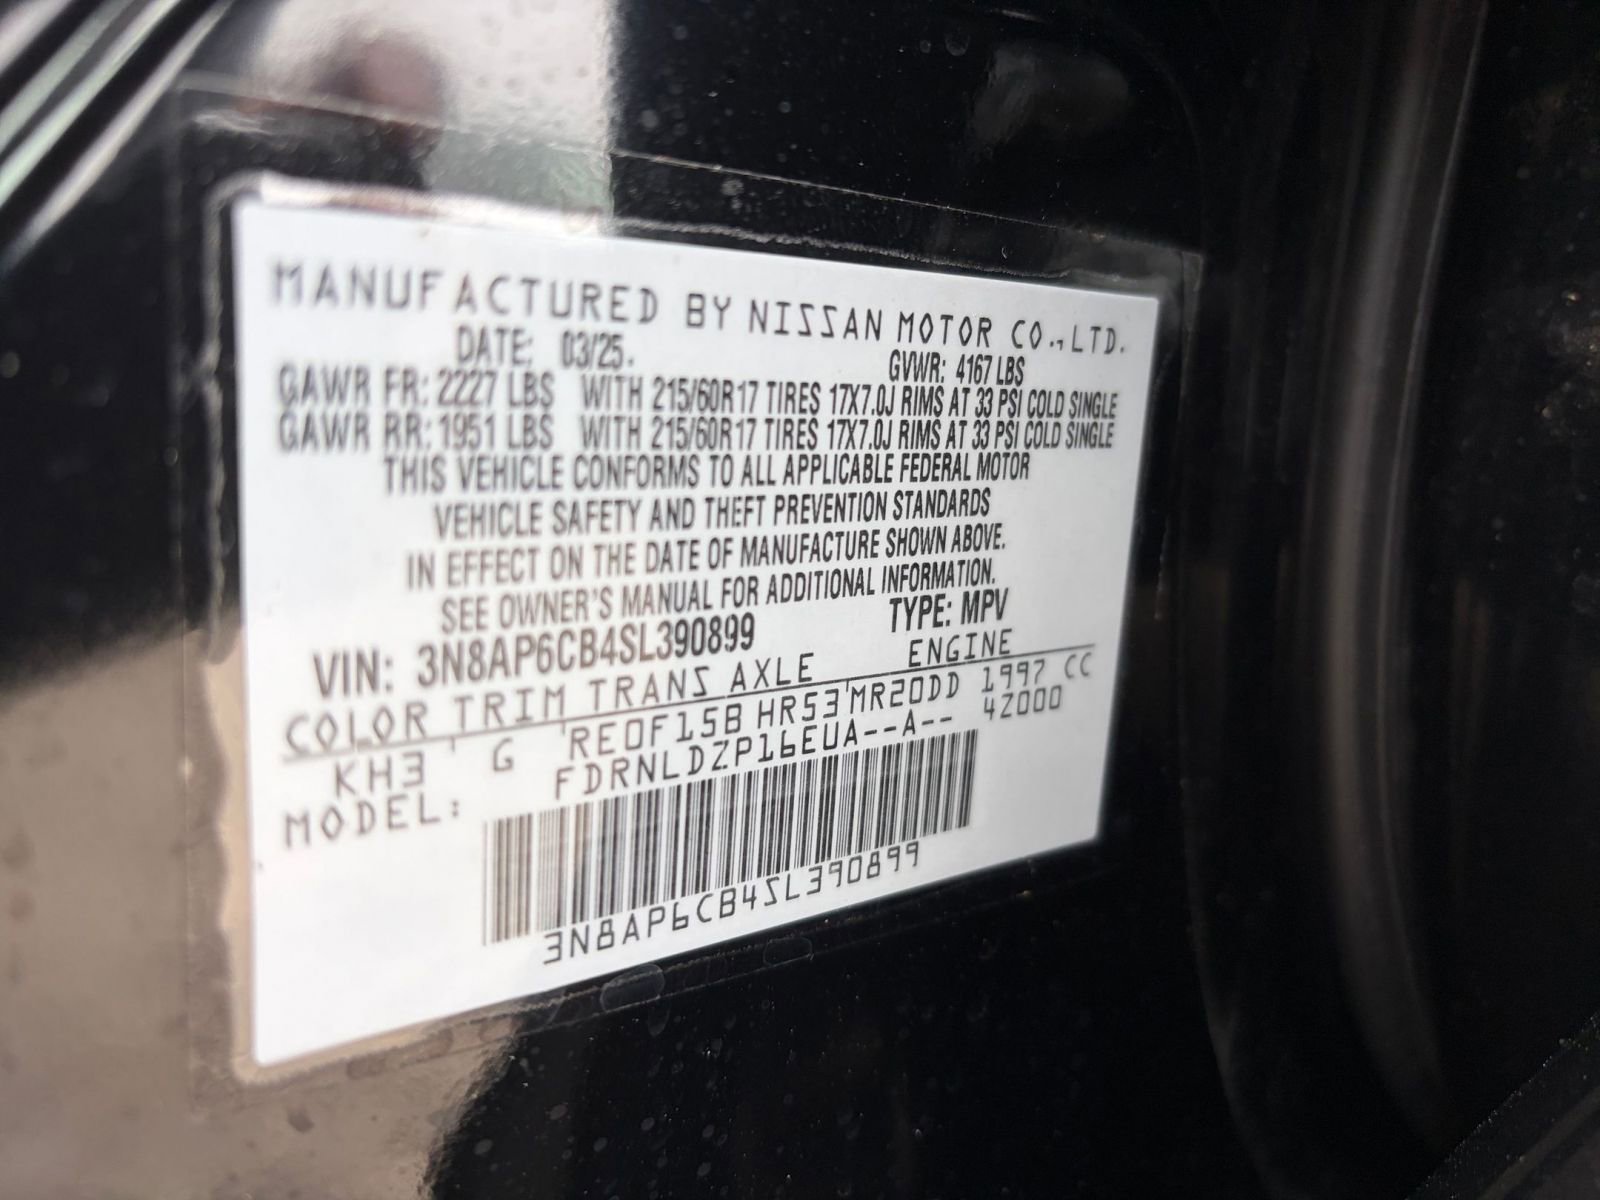 MANUFACTURED BY NISSAN MOTOR CO., LTD.
DATE: 03/25. GVWR: 4167 LBS
GAWR FR: 2227 LBS WITH 215/60R17 TIRES 17X7.0J RIMS AT 33 PSI COLD SINGLE
GAWR RR: 1951 LBS WITH 215/60R17 TIRES 17X7.0J RIMS AT 33 PSI COLD SINGLE
THIS VEHICLE CONFORMS TO ALL APPLICABLE FEDERAL MOTOR
VEHICLE SAFETY AND THEFT PREVENTION STANDARDS
IN EFFECT ON THE DATE OF MANUFACTURE SHOWN ABOVE.
SEE OWNER'S MANUAL FOR ADDITIONAL INFORMATION.
VIN: 3N8AP6CB4SL390899 TYPE: MPV
COLOR TRIM TRANS AXLE ENGINE
KH3 G RE0F15B HR53 MR20DD 1997 CC
MODEL: FDRNLDZP16EUA--A-- 4Z000
3N8AP6CB4SL390899